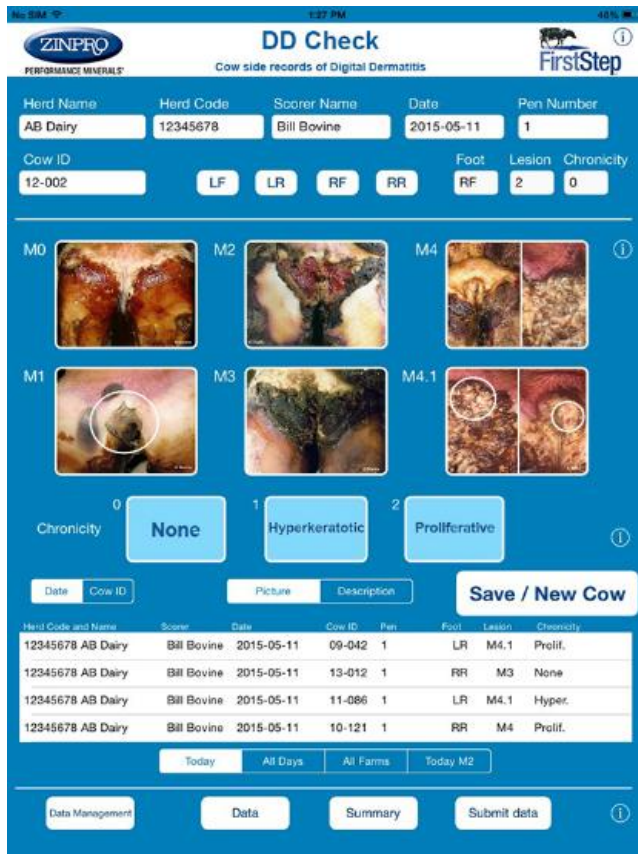 No SIM 1:27 PM 46%
ZINPRO DD Check FirstStep
PERFORMANCE MINERALS Cow side records of Digital Dermatitis
Herd Name Herd Code Scorer Name Date Pen Number
AB Dairy 12345678 Bill Bovine 2015-05-11 1
Cow ID Foot Lesion Chronicity
12-002 LF LR RF RR RF 2 0
M0 M2 M4
M1 M3 M4.1
0 1 2
Chronicity None Hyperkeratotic Proliferative
Date Cow ID Picture Description Save / New Cow
Herd Code and Name Scorer Date Cow ID Pen Foot Lesion Chronicity
12345678 AB Dairy Bill Bovine 2015-05-11 09-042 1 LR M4.1 Prolif.
12345678 AB Dairy Bill Bovine 2015-05-11 13-012 1 RR M3 None
12345678 AB Dairy Bill Bovine 2015-05-11 11-086 1 LR M4.1 Hyper.
12345678 AB Dairy Bill Bovine 2015-05-11 10-121 1 RR M4 Prolif.
Today All Days All Farms Today M2
Data Management Data Summary Submit data